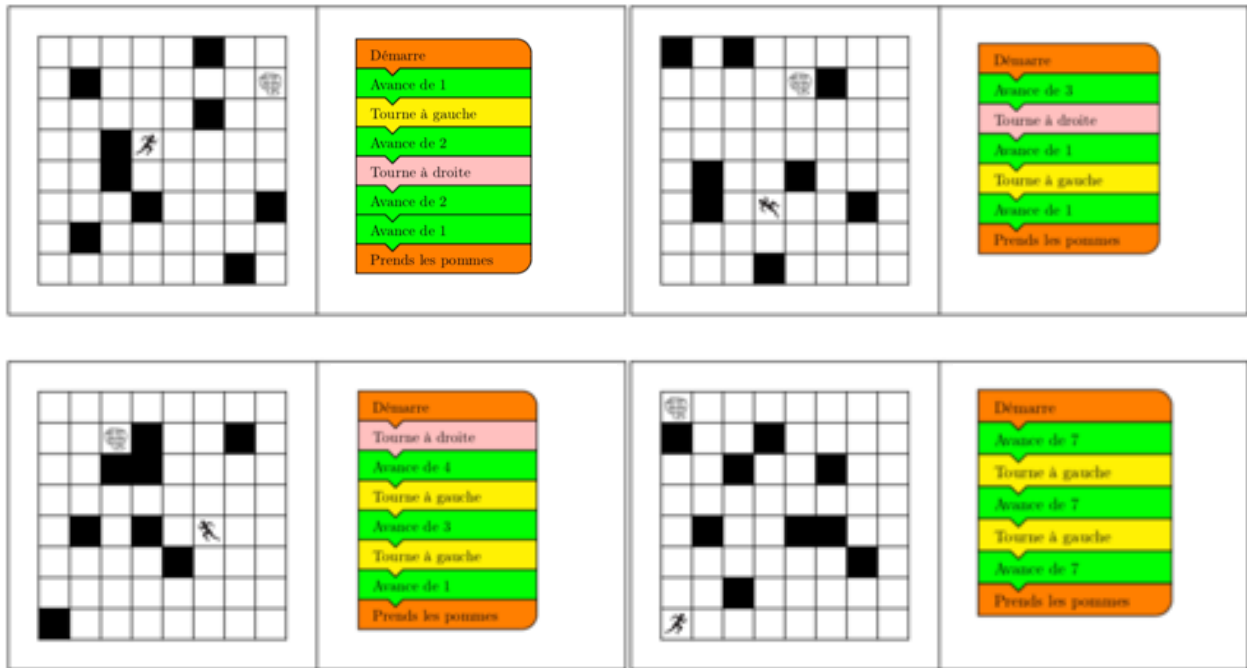 Démarre
Avance de 1
Tourne à gauche
Avance de 2
Tourne à droite
Avance de 2
Avance de 1
Prends les pommes
Démarre
Avance de 3
Tourne à droite
Avance de 1
Tourne à gauche
Avance de 1
Prends les pommes
Démarre
Tourne à droite
Avance de 4
Tourne à gauche
Avance de 3
Tourne à gauche
Avance de 1
Prends les pommes
Démarre
Avance de 7
Tourne à gauche
Avance de 7
Tourne à gauche
Avance de 7
Prends les pommes